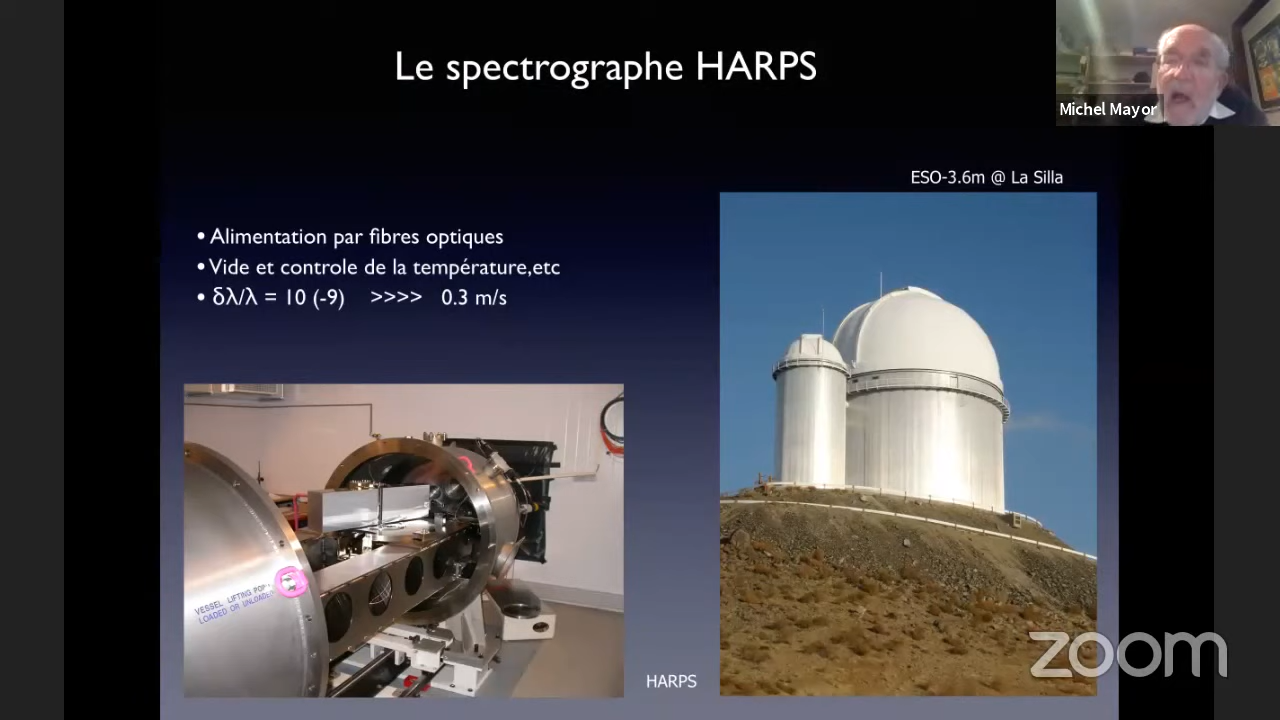 Le spectrographe HARPS
Michel Mayor
ESO-3.6m @ La Silla
• Alimentation par fibres optiques
• Vide et controle de la température,etc
• δλ/λ = 10 (-9) >>>> 0.3 m/s
VESSEL LIFTING
LOADED OR UNLOADED
HARPS
zoom